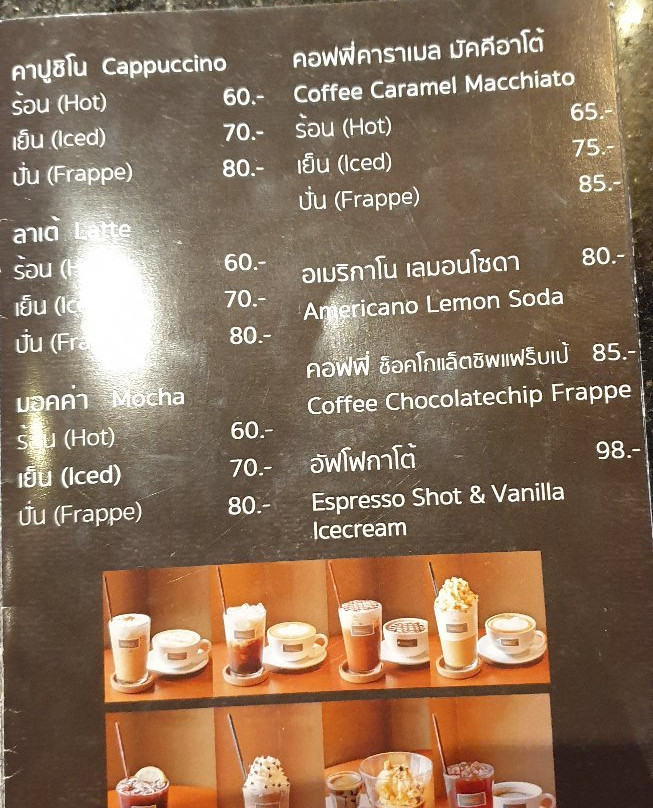 คาปูชิโน Cappuccino
ร้อน (Hot) 60.-
เย็น (Iced) 70.-
ปั่น (Frappe) 80.-
ลาเต้ Latte
ร้อน 60.-
เย็น 70.-
ปั่น 80.-
มอคค่า Mocha
ร้อน (Hot) 60.-
เย็น (Iced) 70.-
ปั่น (Frappe) 80.-
คอฟฟี่คาราเมล มัคคีอาโต้
Coffee Caramel Macchiato
ร้อน (Hot) 65.-
เย็น (Iced) 75.-
ปั่น (Frappe) 85.-
อเมริกาโน เลมอนโซดา 80.-
Americano Lemon Soda
คอฟฟี่ ช็อคโกแล็ตชิพแฟร็บเป้ 85.-
Coffee Chocolatechip Frappe
อัฟโฟกาโต้ 98.-
Espresso Shot & Vanilla
Icecream